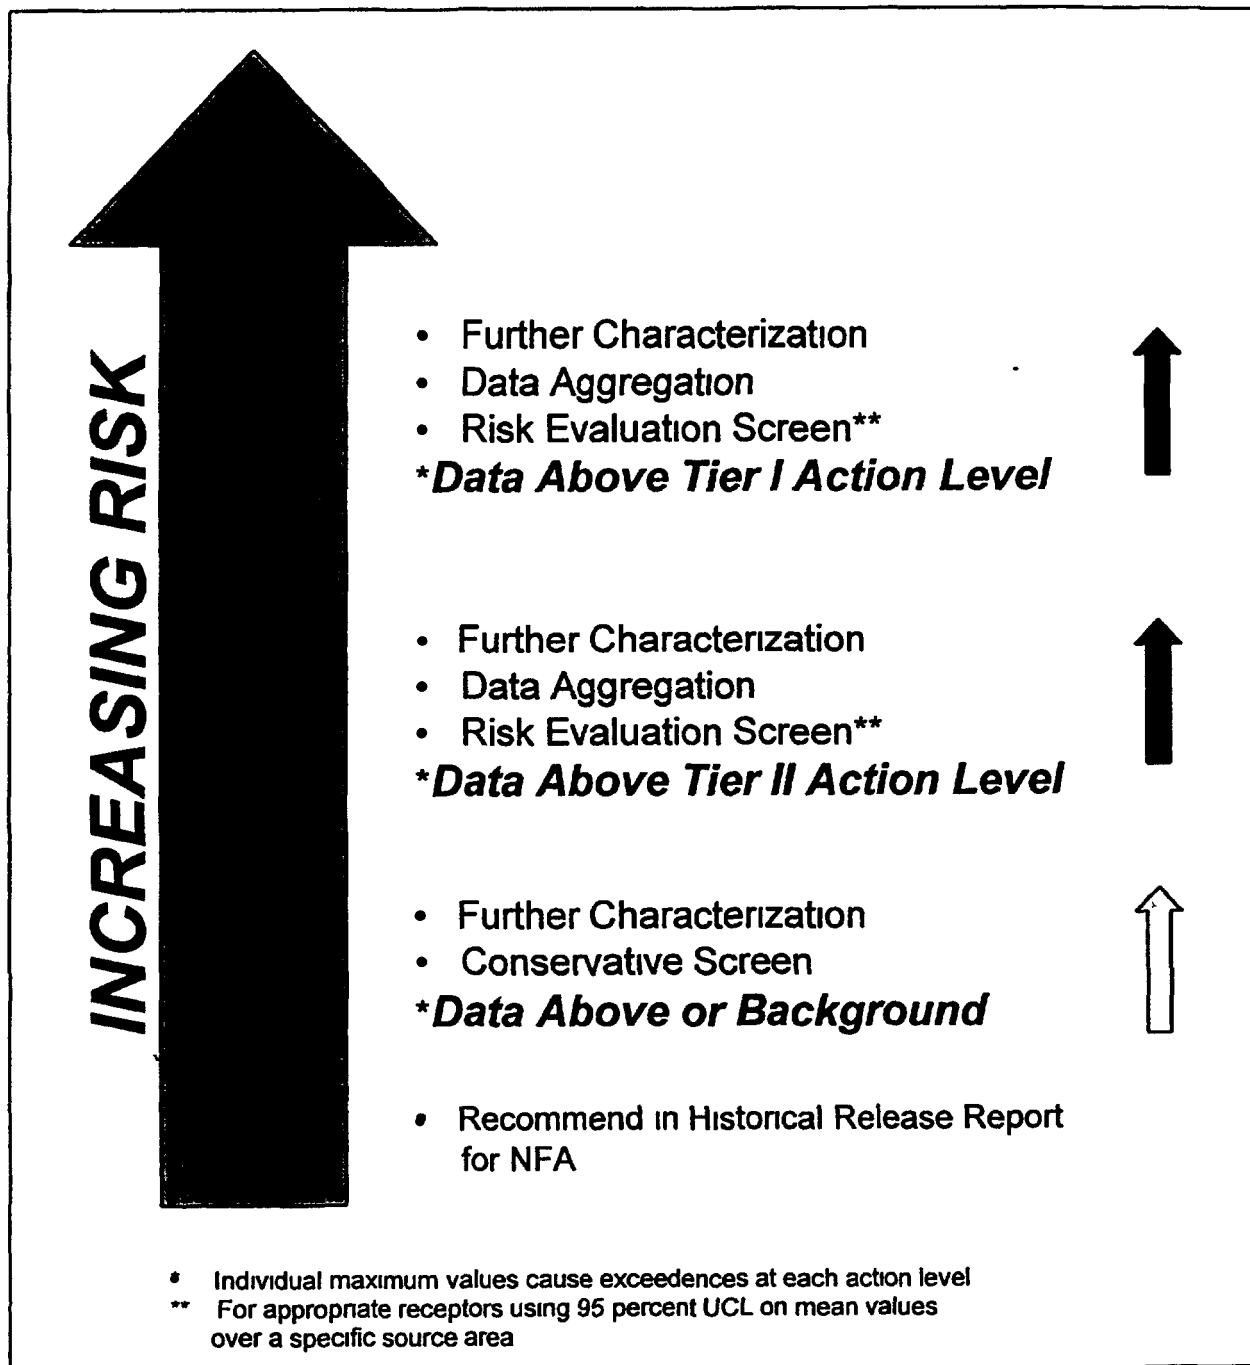 INCREASING RISK
• Further Characterization
• Data Aggregation
• Risk Evaluation Screen**
*Data Above Tier I Action Level
• Further Characterization
• Data Aggregation
• Risk Evaluation Screen**
*Data Above Tier II Action Level
• Further Characterization
• Conservative Screen
*Data Above or Background
• Recommend in Historical Release Report
for NFA
* Individual maximum values cause exceedences at each action level
** For appropriate receptors using 95 percent UCL on mean values
over a specific source area